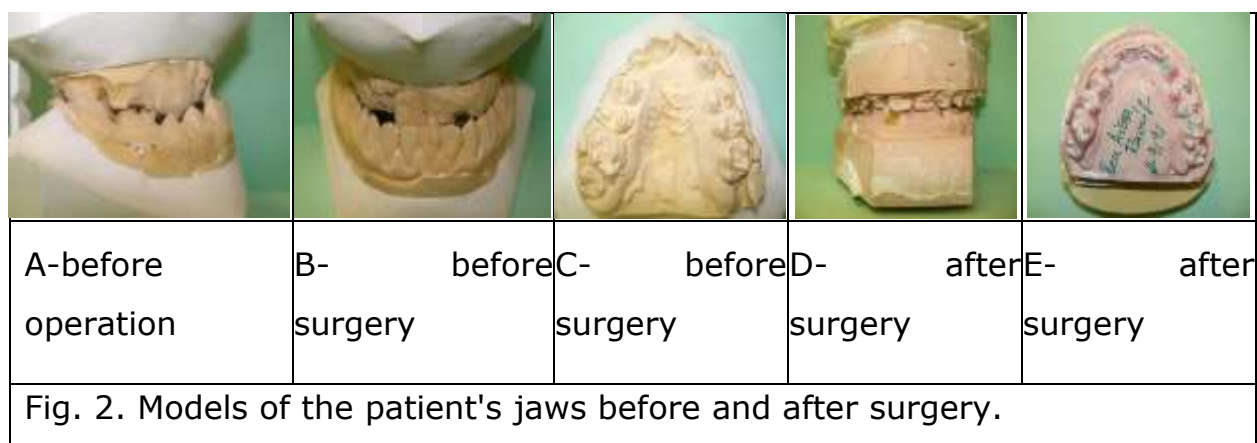 A-before
operation
B- before
surgery
C- before
surgery
D- after
surgery
E- after
surgery
Fig. 2. Models of the patient's jaws before and after surgery.